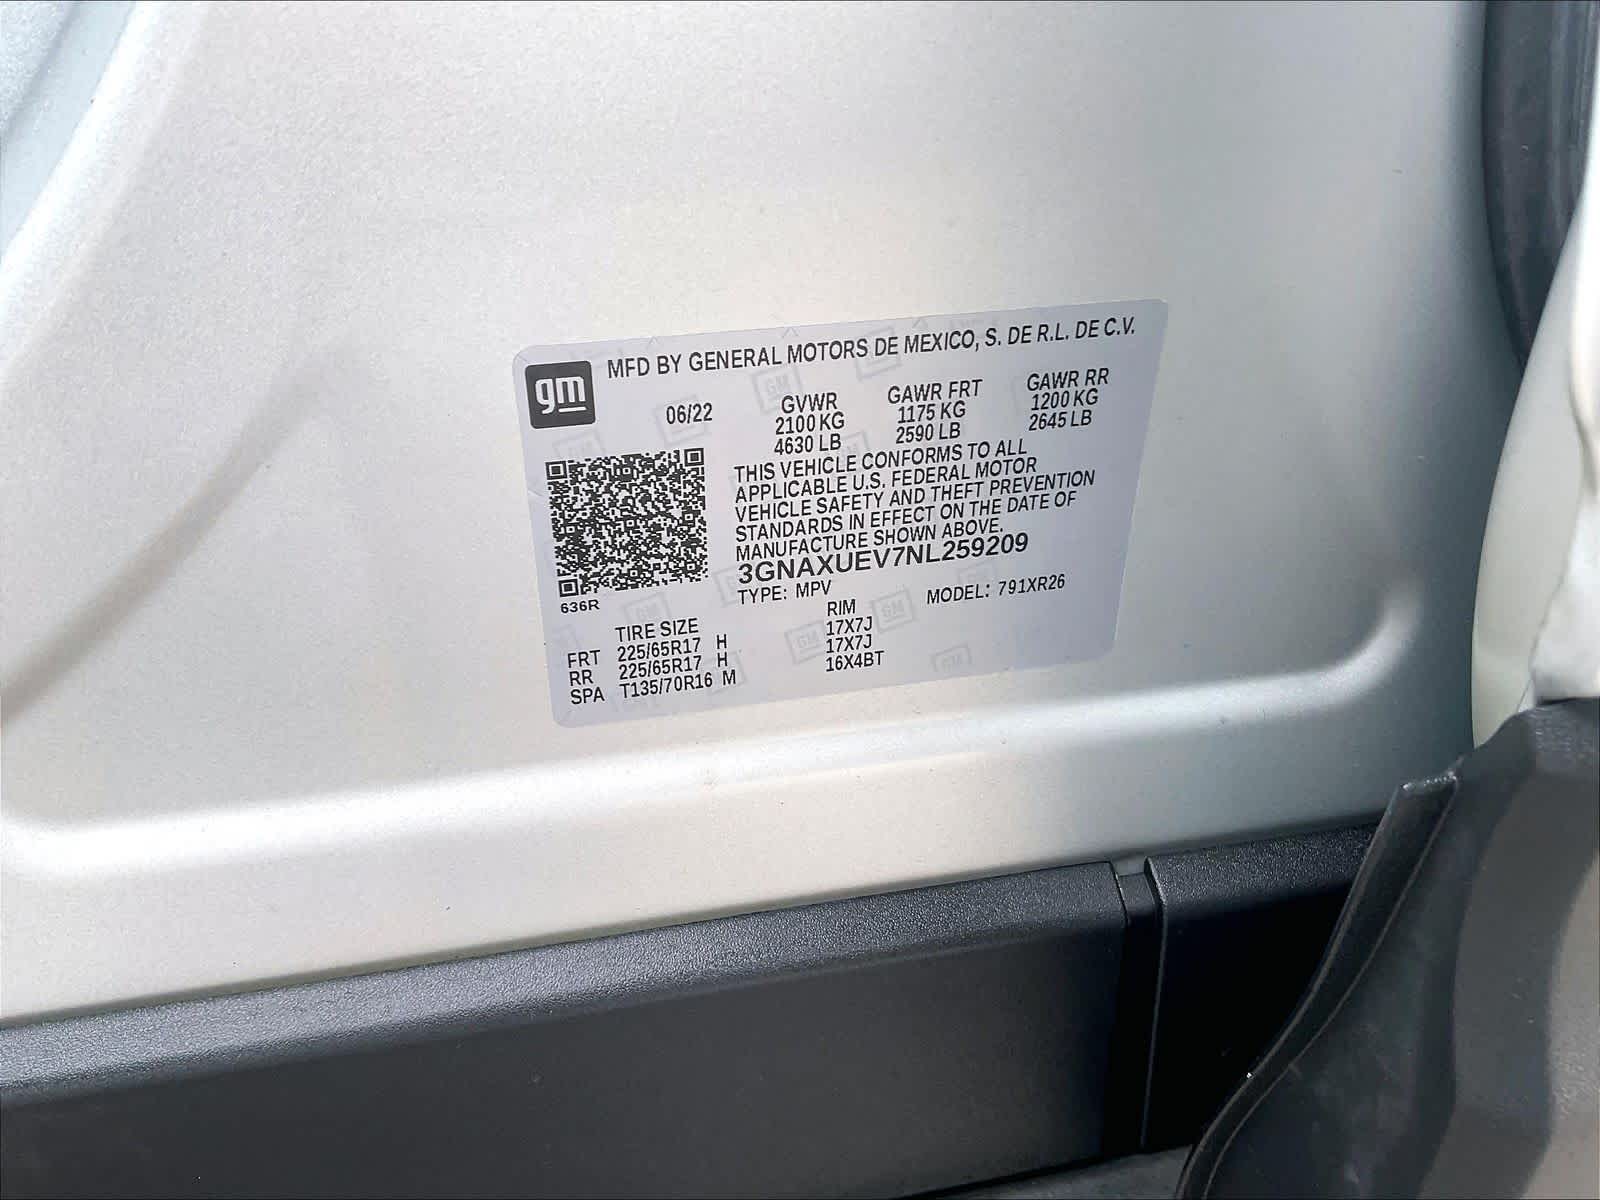 MFD BY GENERAL MOTORS DE MEXICO, S. DE R.L. DE C.V.
gm
06/22
GVWR
2100 KG
4630 LB
GAWR FRT
1175 KG
2590 LB
GAWR RR
1200 KG
2645 LB
THIS VEHICLE CONFORMS TO ALL
APPLICABLE U.S. FEDERAL MOTOR
VEHICLE SAFETY AND THEFT PREVENTION
STANDARDS IN EFFECT ON THE DATE OF
MANUFACTURE SHOWN ABOVE.
3GNAXUEV7NL259209
TYPE: MPV
MODEL: 791XR26
636R
TIRE SIZE RIM
FRT 225/65R17 H 17X7J
RR 225/65R17 H 17X7J
SPA T135/70R16 M 16X4BT